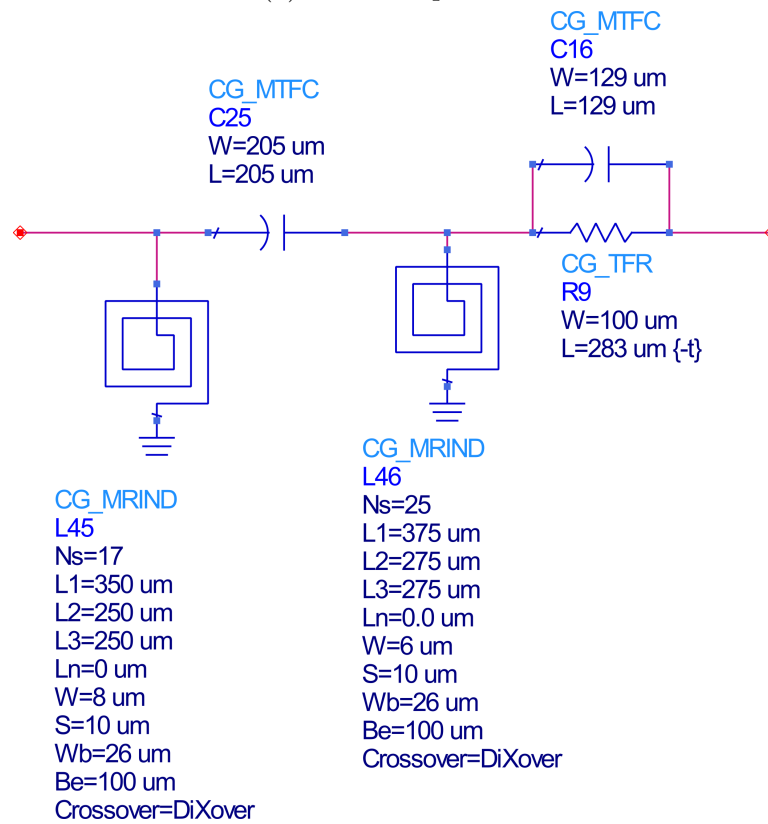 CG_MTFC
C16
W=129 um
L=129 um
CG_MTFC
C25
W=205 um
L=205 um
CG_TFR
R9
W=100 um
L=283 um {-t}
CG_MRIND
L46
Ns=25
L1=375 um
L2=275 um
L3=275 um
Ln=0.0 um
W=6 um
S=10 um
Wb=26 um
Be=100 um
Crossover=DiXover
CG_MRIND
L45
Ns=17
L1=350 um
L2=250 um
L3=250 um
Ln=0 um
W=8 um
S=10 um
Wb=26 um
Be=100 um
Crossover=DiXover